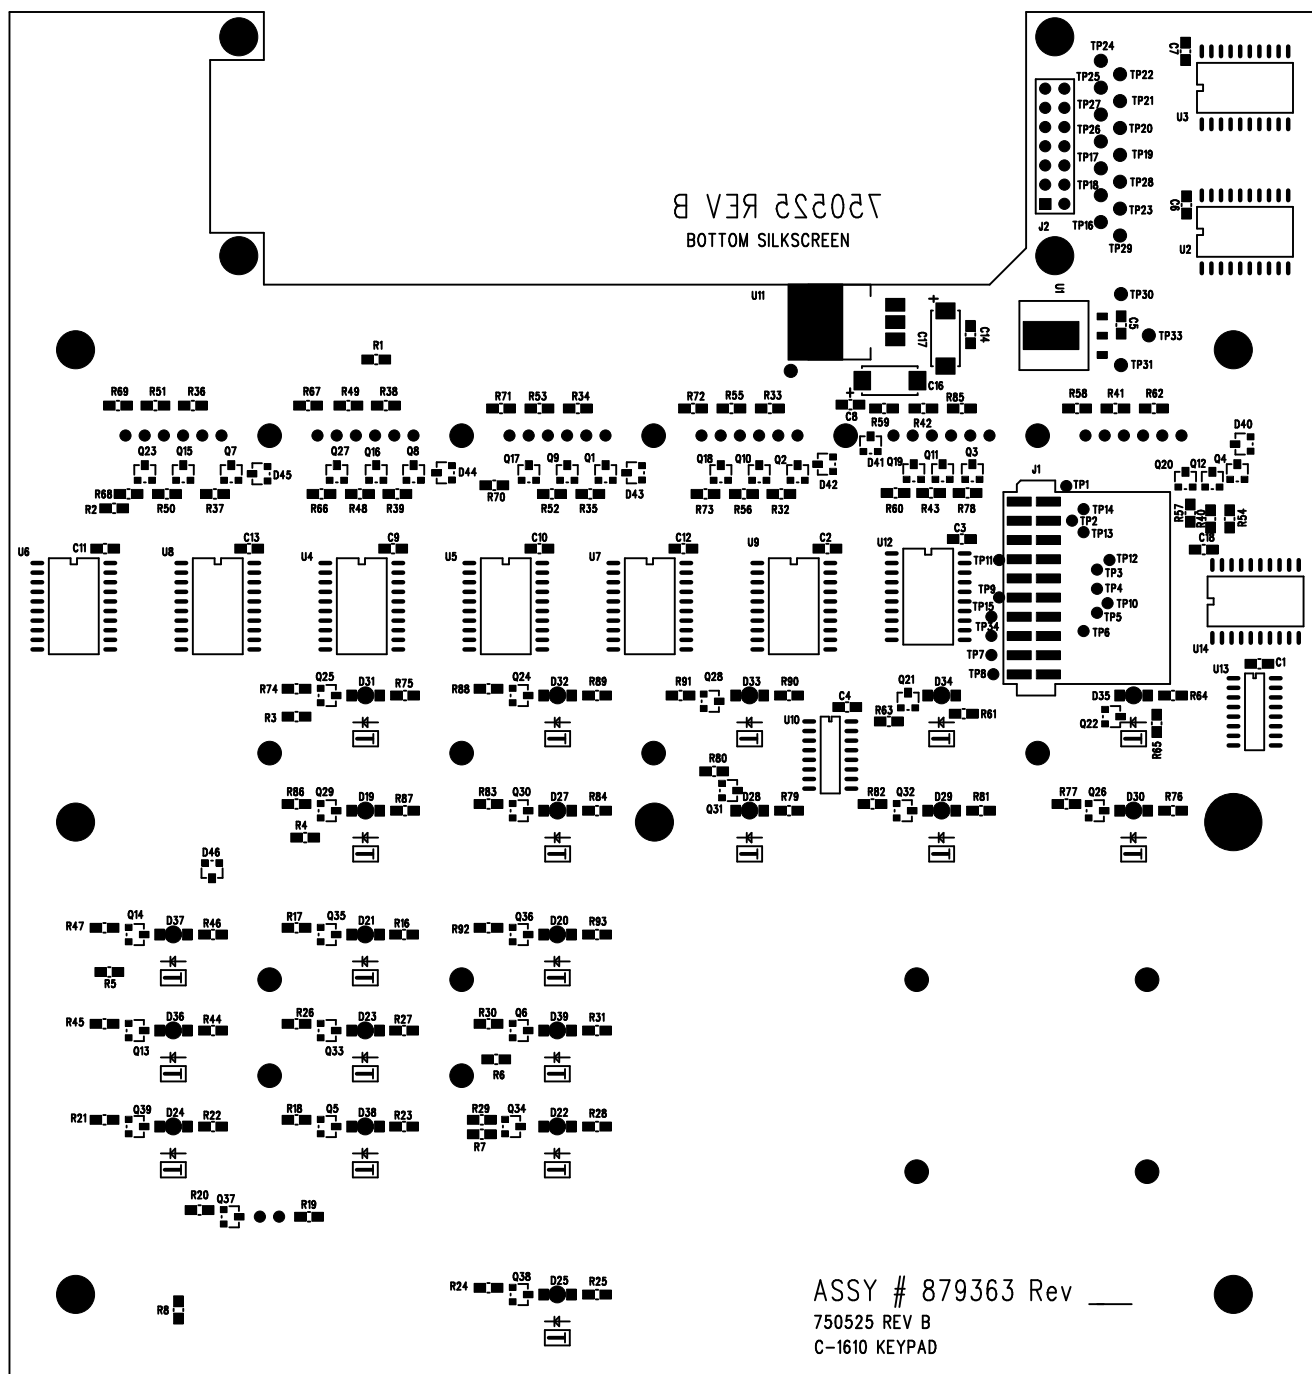 TP24
C7
TP22
TP25
TP21
TP27
U3
TP20
TP26
TP19
TP17
TP28
TP18
C6
TP23
TP16
J2
TP29
U2
750525 REV B
BOTTOM SILKSCREEN
U11
U1
TP30
+
C17
C14
C5
TP33
R1
TP31
C16
R69 R51 R36 R67 R49 R38 R71 R53 R34 R72 R55 R33 + R85 R58 R41 R62
C8 R59 R42
D40
Q23 Q15 Q7 Q27 Q16 Q8 Q17 Q9 Q1 Q18 Q10 Q2 D41 Q19 Q11 Q3 Q20 Q12 Q4
D45 D44 D43 D42 J1
R68 R70 TP1
R2 R50 R37 R66 R48 R39 R52 R35 R73 R56 R32 R60 R43 R78 TP14 R57 R40 R54
TP2
TP13
U6 C11 U8 C13 U4 C9 U5 C10 U7 C12 U9 C2 U12 C3 C18
TP11 TP12
TP3
TP9 TP4
TP15 TP10
TP5
TP34 TP6
TP7 U14
TP8 U13 C1
R74 Q25 D31 R75 R88 Q24 D32 R89 R91 Q28 D33 R90 Q21 D34 D35 R64
C4
R3 U10 R63 R61 Q22 R65
R80
R86 Q29 D19 R87 R83 Q30 D27 R84 Q31 D28 R79 R82 Q32 D29 R81 R77 Q26 D30 R76
R4
D46
R47 Q14 D37 R46 R17 Q35 D21 R16 R92 Q36 D20 R93
R5
R45 D36 R44 R26 D23 R27 R30 Q6 D39 R31
Q13 Q33
R6
R21 Q39 D24 R22 R18 Q5 D38 R23 R29 Q34 D22 R28
R7
R20 Q37 R19
R24 Q38 D25 R25
R8
ASSY # 879363 Rev ___
750525 REV B
C-1610 KEYPAD